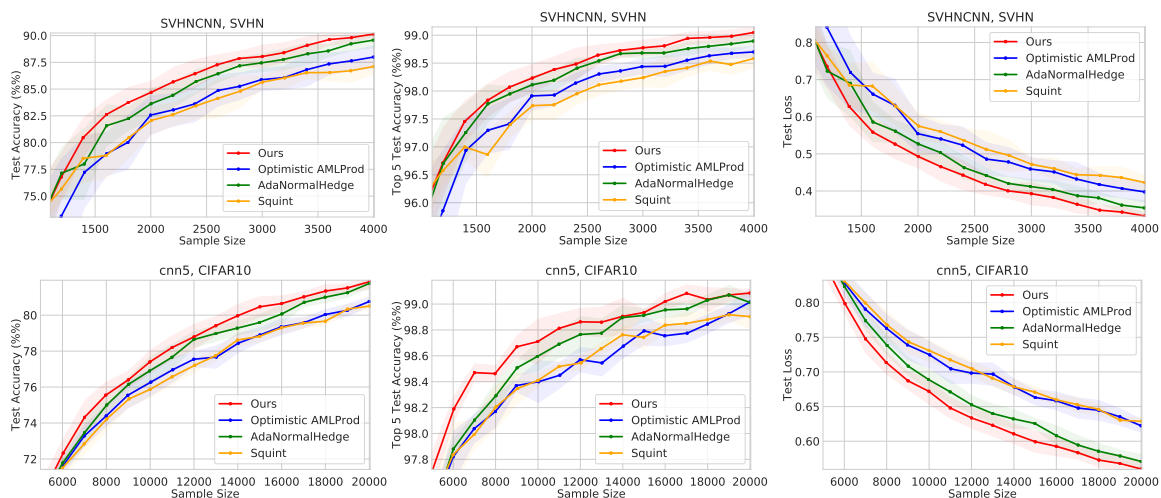 SVHNCNN, SVHN
90.0
87.5
85.0
82.5
80.0
77.5
75.0
Test Accuracy (%%)
Ours
Optimistic AMLProd
AdaNormalHedge
Squint
1500 2000 2500 3000 3500 4000
Sample Size
SVHNCNN, SVHN
99.0
98.5
98.0
97.5
97.0
96.5
96.0
Top 5 Test Accuracy (%%)
Ours
Optimistic AMLProd
AdaNormalHedge
Squint
1500 2000 2500 3000 3500 4000
Sample Size
SVHNCNN, SVHN
0.8
0.7
0.6
0.5
0.4
Test Loss
Ours
Optimistic AMLProd
AdaNormalHedge
Squint
1500 2000 2500 3000 3500 4000
Sample Size
cnn5, CIFAR10
80
78
76
74
72
Test Accuracy (%%)
Ours
Optimistic AMLProd
AdaNormalHedge
Squint
6000 8000 10000 12000 14000 16000 18000 20000
Sample Size
cnn5, CIFAR10
99.0
98.8
98.6
98.4
98.2
98.0
97.8
Top 5 Test Accuracy (%%)
Ours
Optimistic AMLProd
AdaNormalHedge
Squint
6000 8000 10000 12000 14000 16000 18000 20000
Sample Size
cnn5, CIFAR10
0.80
0.75
0.70
0.65
0.60
Test Loss
Ours
Optimistic AMLProd
AdaNormalHedge
Squint
6000 8000 10000 12000 14000 16000 18000 20000
Sample Size